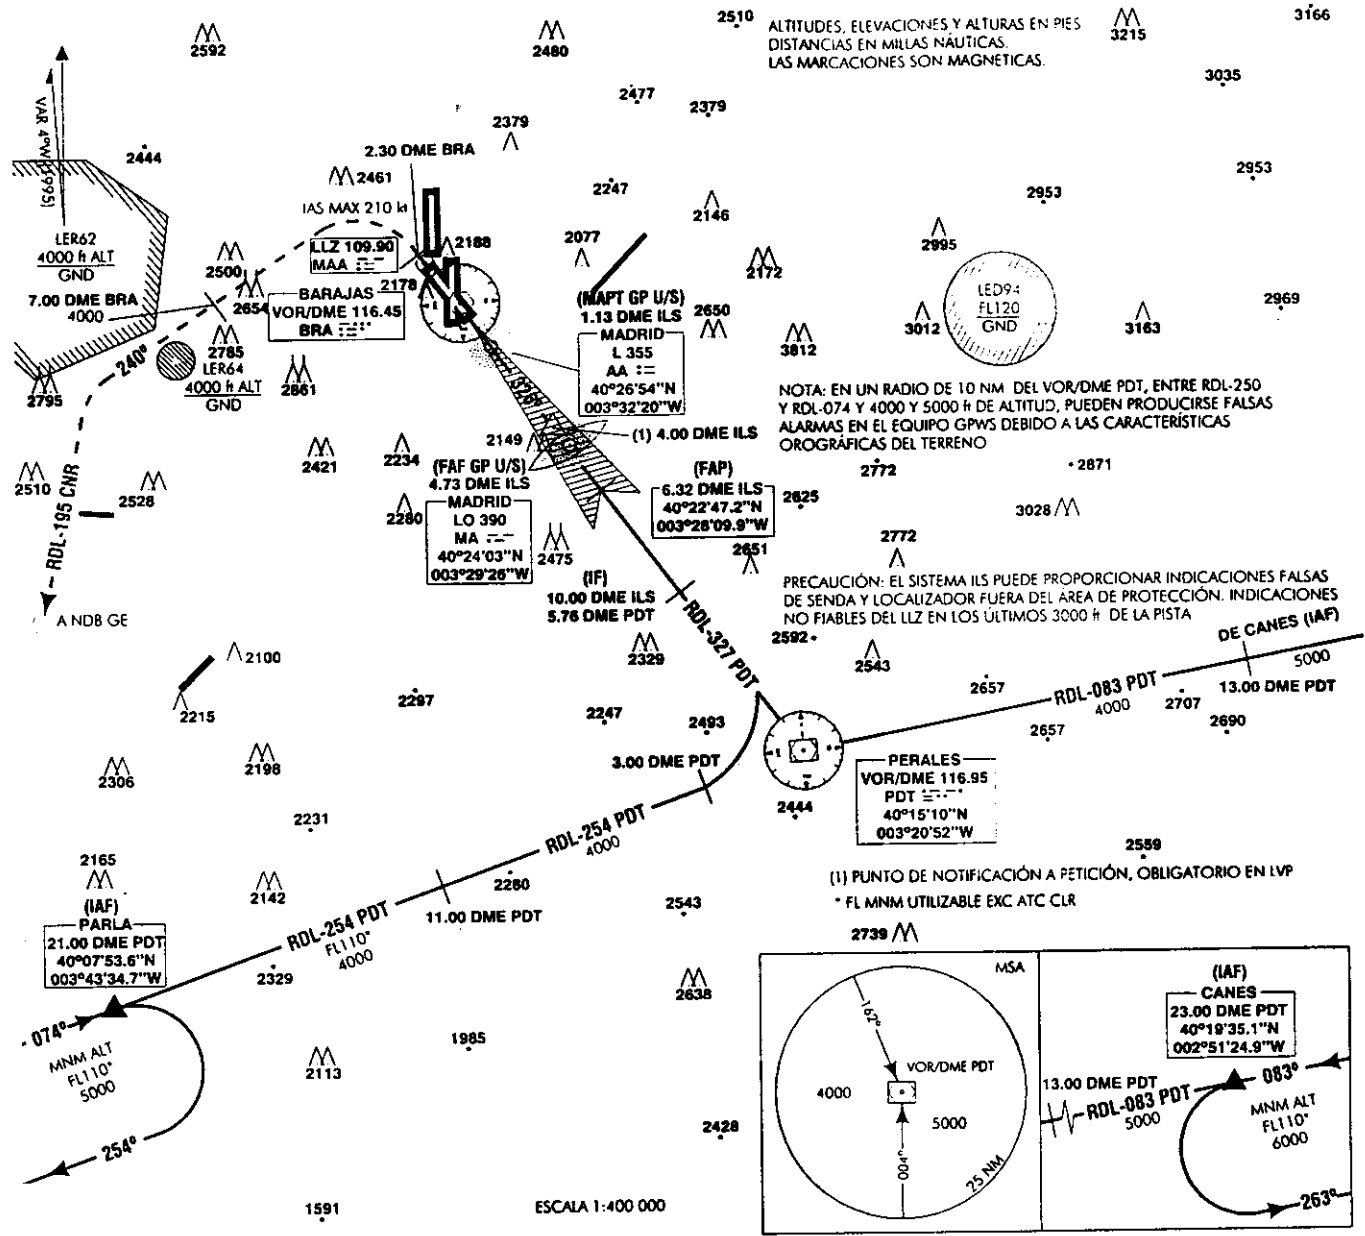 2592
2480
2510
ALTITUDES, ELEVACIONES Y ALTURAS EN PIES
DISTANCIAS EN MILLAS NÁUTICAS.
LAS MARCACIONES SON MAGNETICAS.
3215
3166
3035
VAR 4°W (1995)
2444
2477
2379
2379
2.30 DME BRA
2461
2247
2953
2953
IAS MAX 210 kt
2146
LER62
4000 ft ALT
GND
LLZ 109.90
MAA
2188
2077
2172
2995
2500
7.00 DME BRA
4000
2654
2178
BARAJAS
VOR/DME 116.45
BRA
(MAPT GP U/S)
1.13 DME ILS
2650
MADRID
L 355
AA
40°26'54"N
003°32'20"W
3812
LED94
FL120
GND
3012
3163
2969
2785
LER64
4000 ft ALT
GND
2861
240°
2795
326°
NOTA: EN UN RADIO DE 10 NM DEL VOR/DME PDT, ENTRE RDL-250
Y RDL-074 Y 4000 Y 5000 ft DE ALTITUD, PUEDEN PRODUCIRSE FALSAS
ALARMAS EN EL EQUIPO GPWS DEBIDO A LAS CARACTERÍSTICAS
OROGRÁFICAS DEL TERRENO
2149
(1) 4.00 DME ILS
2421
2234
(FAF GP U/S)
4.73 DME ILS
MADRID
LO 390
MA
40°24'03"N
003°29'26"W
(FAP)
6.32 DME ILS
40°22'47.2"N
003°28'09.9"W
2772
2871
2510
2528
2280
2475
2625
3028
2651
2772
RDL-195 CNR
(IF)
10.00 DME ILS
5.76 DME PDT
PRECAUCIÓN: EL SISTEMA ILS PUEDE PROPORCIONAR INDICACIONES FALSAS
DE SENDA Y LOCALIZADOR FUERA DEL ÁREA DE PROTECCIÓN. INDICACIONES
NO FIABLES DEL LLZ EN LOS ÚLTIMOS 3000 ft DE LA PISTA
A NDB GE
RDL-327 PDT
2592
2543
DE CANES (IAF)
5000
13.00 DME PDT
2100
2329
2215
2297
2247
2493
2657
RDL-083 PDT
4000
2707
2657
2690
2306
2198
3.00 DME PDT
PERALES
VOR/DME 116.95
PDT
40°15'10"N
003°20'52"W
2231
2444
RDL-254 PDT
4000
2559
2165
2142
2280
11.00 DME PDT
2543
(1) PUNTO DE NOTIFICACIÓN A PETICIÓN, OBLIGATORIO EN LVP
* FL MNM UTILIZABLE EXC ATC CLR
(IAF)
PARLA
21.00 DME PDT
40°07'53.6"N
003°43'34.7"W
RDL-254 PDT
FL110*
4000
2329
2739
2638
074°
MNM ALT
FL110*
5000
254°
1985
2113
2428
1591
ESCALA 1:400 000
MSA
162°
VOR/DME PDT
4000
5000
004°
25 NM
(IAF)
CANES
23.00 DME PDT
40°19'35.1"N
002°51'24.9"W
13.00 DME PDT
RDL-083 PDT
5000
083°
MNM ALT
FL110*
6000
263°